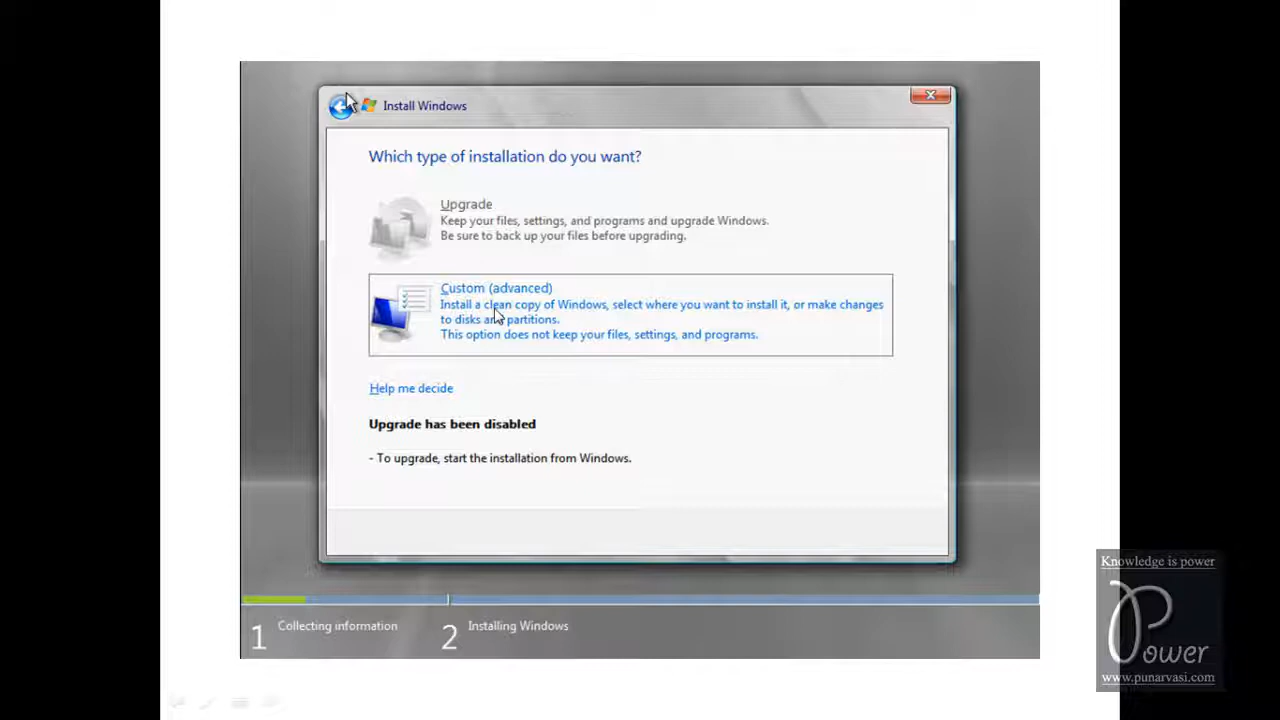 Install Windows
Which type of installation do you want?
Upgrade
Keep your files, settings, and programs and upgrade Windows.
Be sure to back up your files before upgrading.
Custom (advanced)
Install a clean copy of Windows, select where you want to install it, or make changes
to disks and partitions.
This option does not keep your files, settings, and programs.
Help me decide
Upgrade has been disabled
- To upgrade, start the installation from Windows.
1 Collecting information 2 Installing Windows
Knowledge is power
Power
www.punarvasi.com